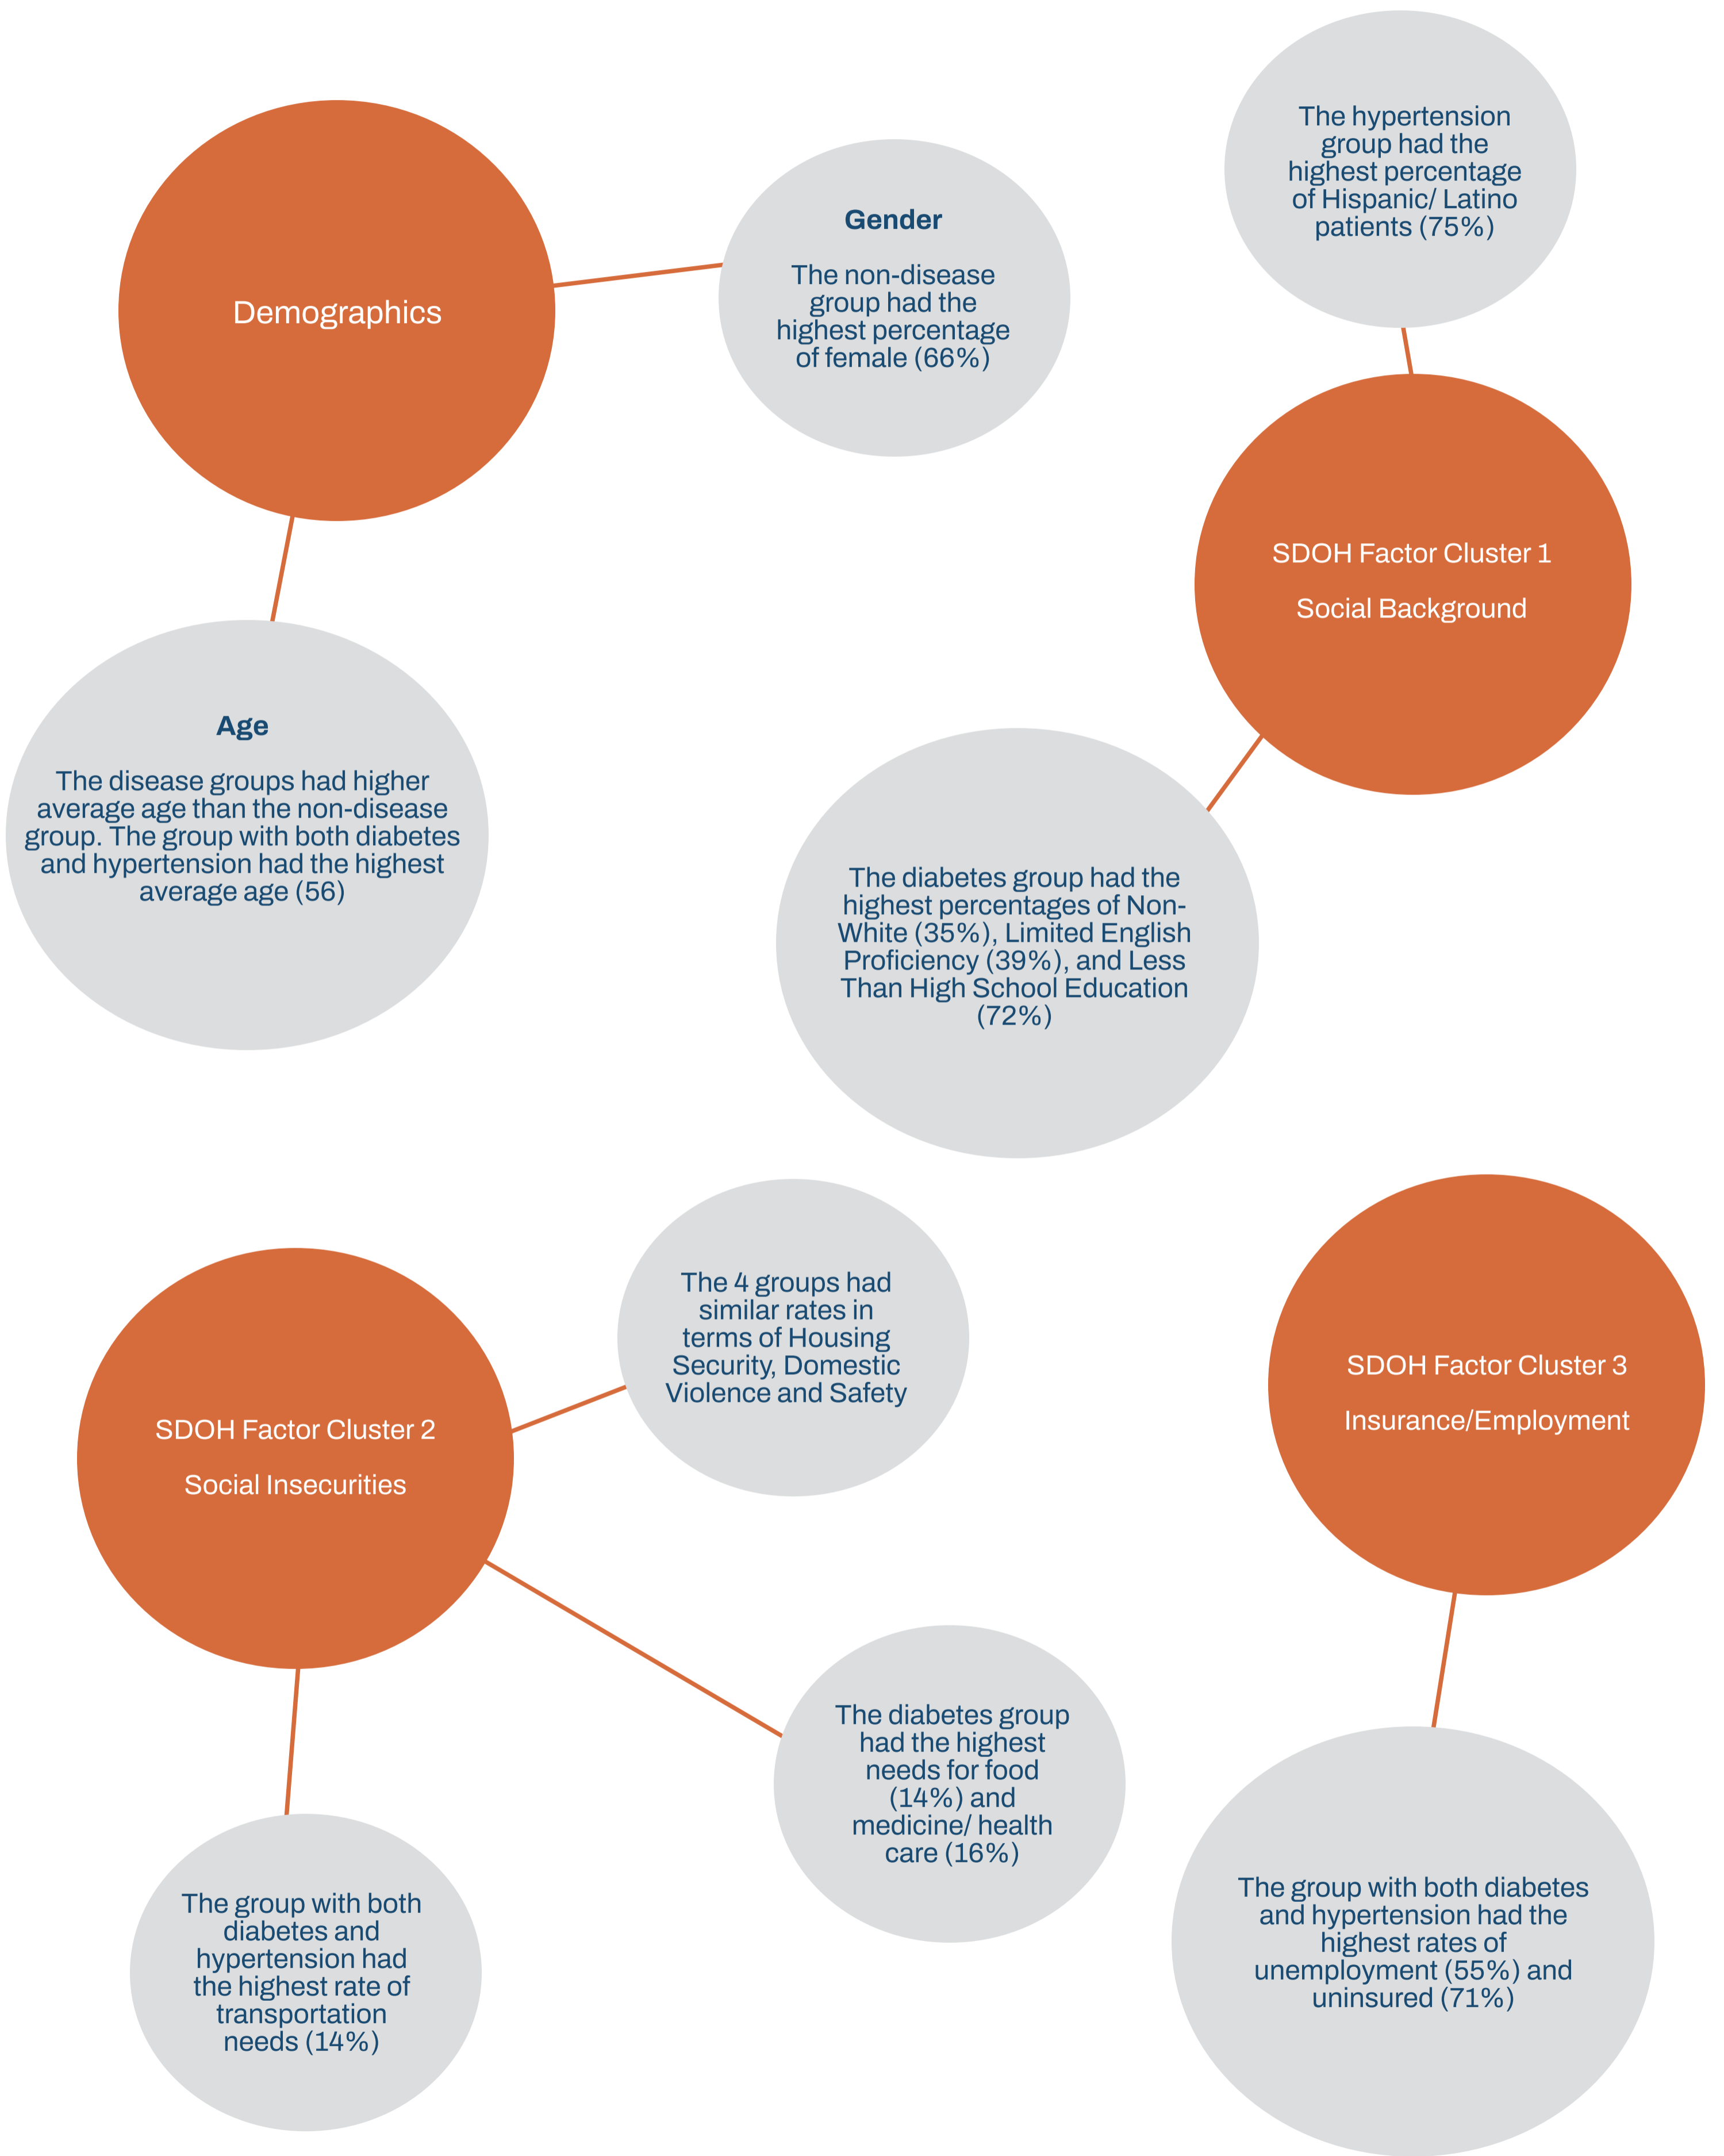 Demographics
Gender
The non-disease
group had the
highest percentage
of female (66%)
Age
The disease groups had higher
average age than the non-disease
group. The group with both diabetes
and hypertension had the highest
average age (56)
The hypertension
group had the
highest percentage
of Hispanic/ Latino
patients (75%)
SDOH Factor Cluster 1
Social Background
The diabetes group had the
highest percentages of Non-
White (35%), Limited English
Proficiency (39%), and Less
Than High School Education
(72%)
SDOH Factor Cluster 2
Social Insecurities
The 4 groups had
similar rates in
terms of Housing
Security, Domestic
Violence and Safety
The diabetes group
had the highest
needs for food
(14%) and
medicine/ health
care (16%)
The group with both
diabetes and
hypertension had
the highest rate of
transportation
needs (14%)
SDOH Factor Cluster 3
Insurance/Employment
The group with both diabetes
and hypertension had the
highest rates of
unemployment (55%) and
uninsured (71%)